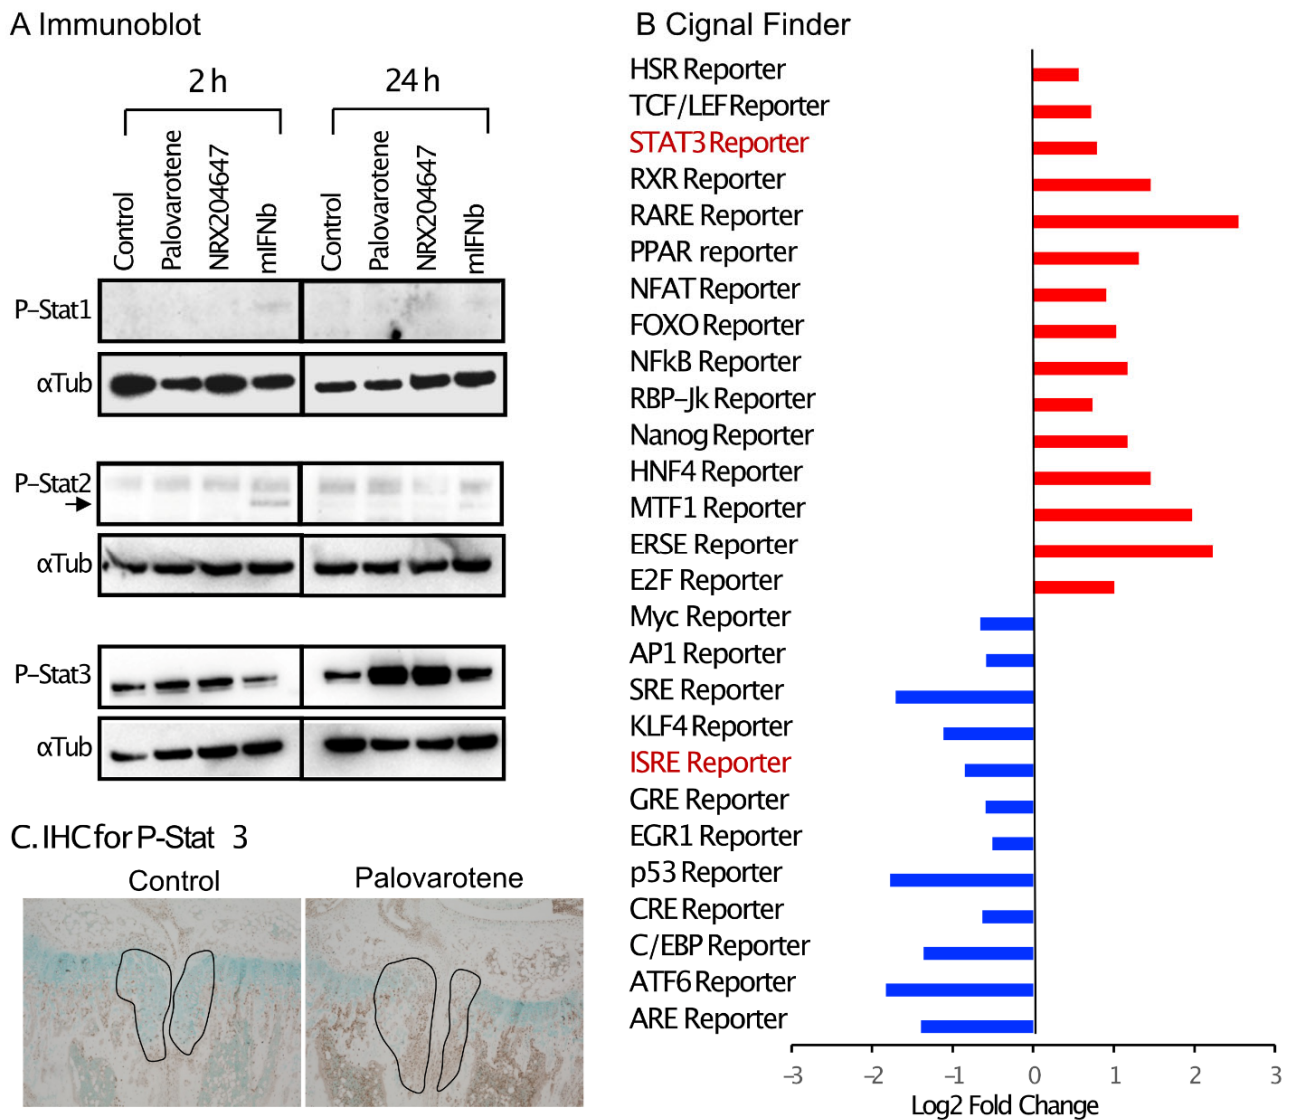 A Immunoblot
2 h
24 h
Control
Palovarotene
NRX204647
mIFNb
Control
Palovarotene
NRX204647
mIFNb
P-Stat1
αTub
P-Stat2
αTub
P-Stat3
αTub
C. IHC for P-Stat 3
Control
Palovarotene
B Cignal Finder
HSR Reporter
TCF/LEF Reporter
STAT3 Reporter
RXR Reporter
RARE Reporter
PPAR reporter
NFAT Reporter
FOXO Reporter
NFkB Reporter
RBP-Jk Reporter
Nanog Reporter
HNF4 Reporter
MTF1 Reporter
ERSE Reporter
E2F Reporter
Myc Reporter
AP1 Reporter
SRE Reporter
KLF4 Reporter
ISRE Reporter
GRE Reporter
EGR1 Reporter
p53 Reporter
CRE Reporter
C/EBP Reporter
ATF6 Reporter
ARE Reporter
-3 -2 -1 0 1 2 3
Log2 Fold Change